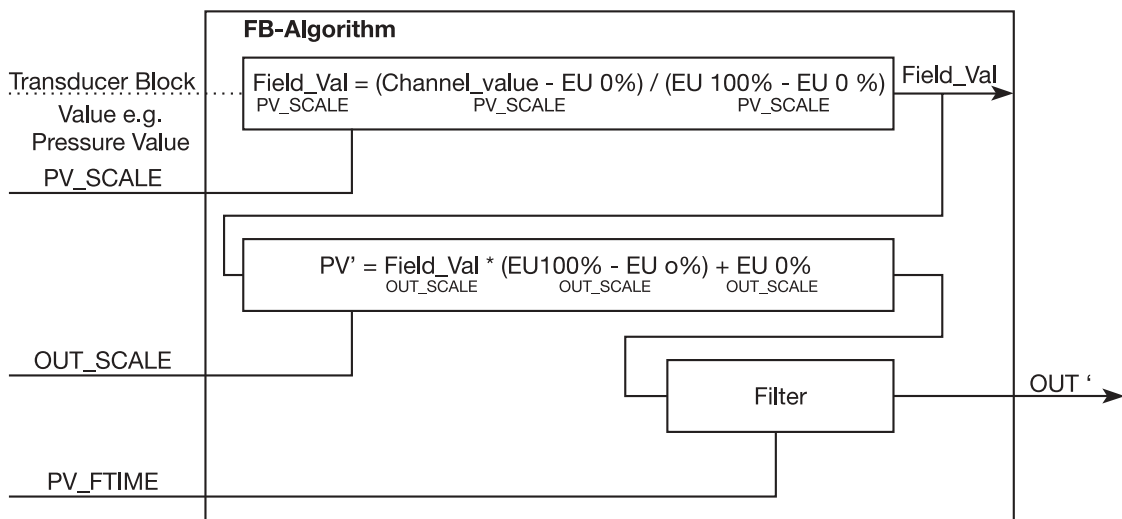 FB-Algorithm
Transducer Block
Value e.g.
Pressure Value
Field_Val = (Channel_value - EU 0%) / (EU 100% - EU 0 %)
PV_SCALE PV_SCALE PV_SCALE
Field_Val
PV_SCALE
PV’ = Field_Val * (EU100% - EU o%) + EU 0%
OUT_SCALE OUT_SCALE OUT_SCALE
OUT_SCALE
Filter
OUT ‘
PV_FTIME